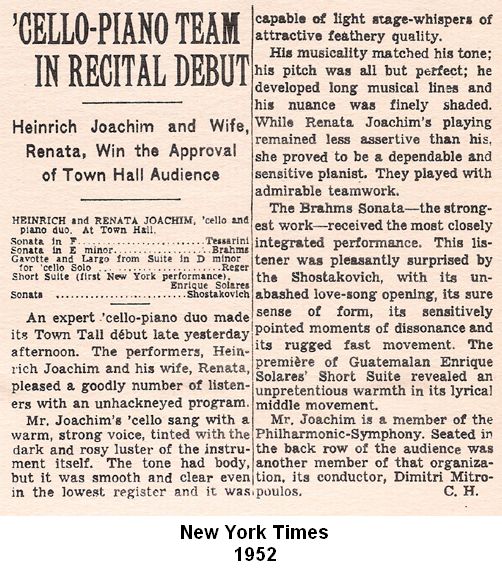 'CELLO-PIANO TEAM
IN RECITAL DEBUT
Heinrich Joachim and Wife,
Renata, Win the Approval
of Town Hall Audience
HEINRICH and RENATA JOACHIM, 'cello and
piano duo. At Town Hall.
Sonata in F....................Tessarini
Sonata in E minor................Brahms
Gavotte and Largo from Suite in D minor
for 'cello Solo ....................Reger
Short Suite (first New York performance),
Enrique Solares
Sonata ....................Shostakovich
An expert 'cello-piano duo made
its Town Tall début late yesterday
afternoon. The performers, Hein-
rich Joachim and his wife, Renata,
pleased a goodly number of listen-
ers with an unhackneyed program.
Mr. Joachim's 'cello sang with a
warm, strong voice, tinted with the
dark and rosy luster of the instru-
ment itself. The tone had body,
but it was smooth and clear even
in the lowest register and it was
capable of light stage-whispers of
attractive feathery quality.
His musicality matched his tone;
his pitch was all but perfect; he
developed long musical lines and
his nuance was finely shaded.
While Renata Joachim's playing
remained less assertive than his,
she proved to be a dependable and
sensitive pianist. They played with
admirable teamwork.
The Brahms Sonata—the strong-
est work—received the most closely
integrated performance. This lis-
tener was pleasantly surprised by
the Shostakovich, with its un-
abashed love-song opening, its sure
sense of form, its sensitively
pointed moments of dissonance and
its rugged fast movement. The
première of Guatemalan Enrique
Solares' Short Suite revealed an
unpretentious warmth in its lyrical
middle movement.
Mr. Joachim is a member of the
Philharmonic-Symphony. Seated in
the back row of the audience was
another member of that organiza-
tion, its conductor, Dimitri Mitro-
poulos. C. H.
New York Times
1952